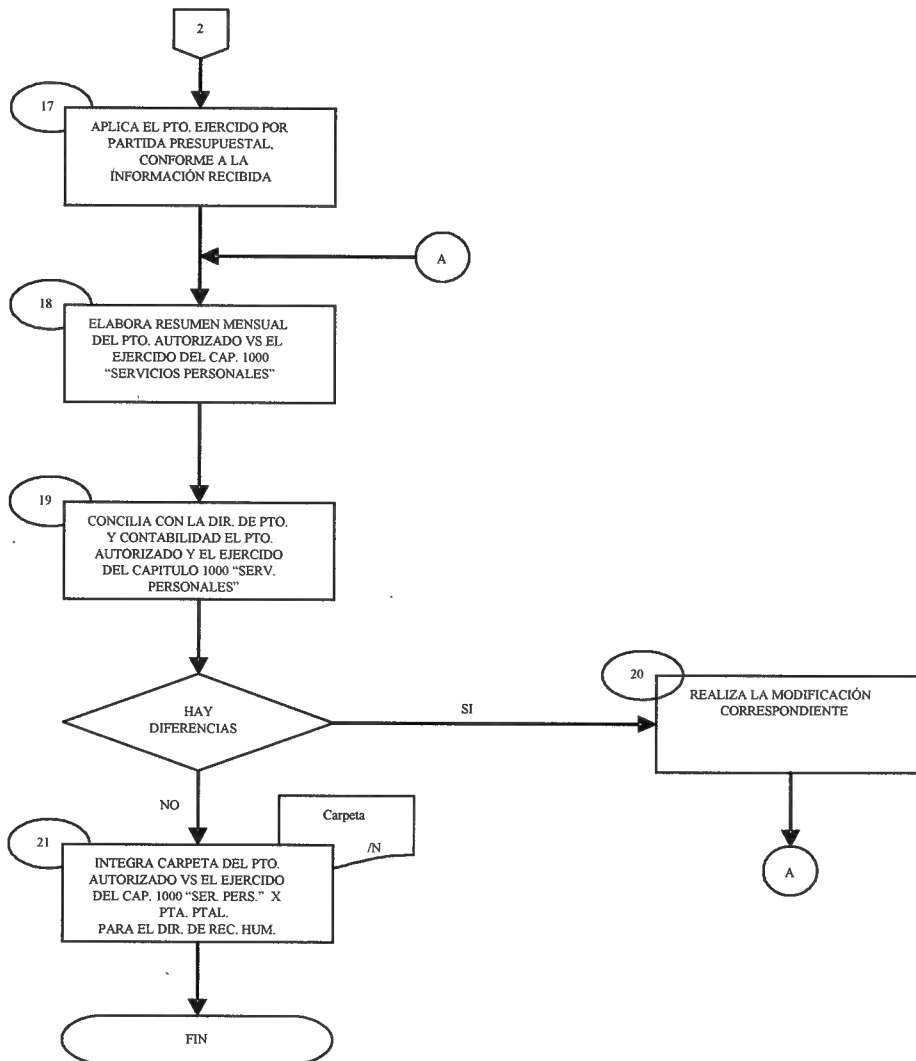 2
17
APLICA EL PTO. EJERCIDO POR
PARTIDA PRESUPUESTAL,
CONFORME A LA
INFORMACIÓN RECIBIDA
A
18
ELABORA RESUMEN MENSUAL
DEL PTO. AUTORIZADO VS EL
EJERCIDO DEL CAP. 1000
“SERVICIOS PERSONALES”
19
CONCILIA CON LA DIR. DE PTO.
Y CONTABILIDAD EL PTO.
AUTORIZADO Y EL EJERCIDO
DEL CAPITULO 1000 “SERV.
PERSONALES”
HAY
DIFERENCIAS
SI
20
REALIZA LA MODIFICACIÓN
CORRESPONDIENTE
A
NO
Carpeta
/N
21
INTEGRA CARPETA DEL PTO.
AUTORIZADO VS EL EJERCIDO
DEL CAP. 1000 “SER. PERS.” X
PTA. PTAL.
PARA EL DIR. DE REC. HUM.
FIN